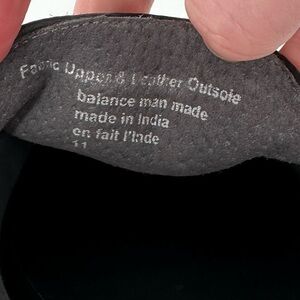 Fabric Upper & Leather Outsole
balance man made
made in India
en fait l'Inde
11